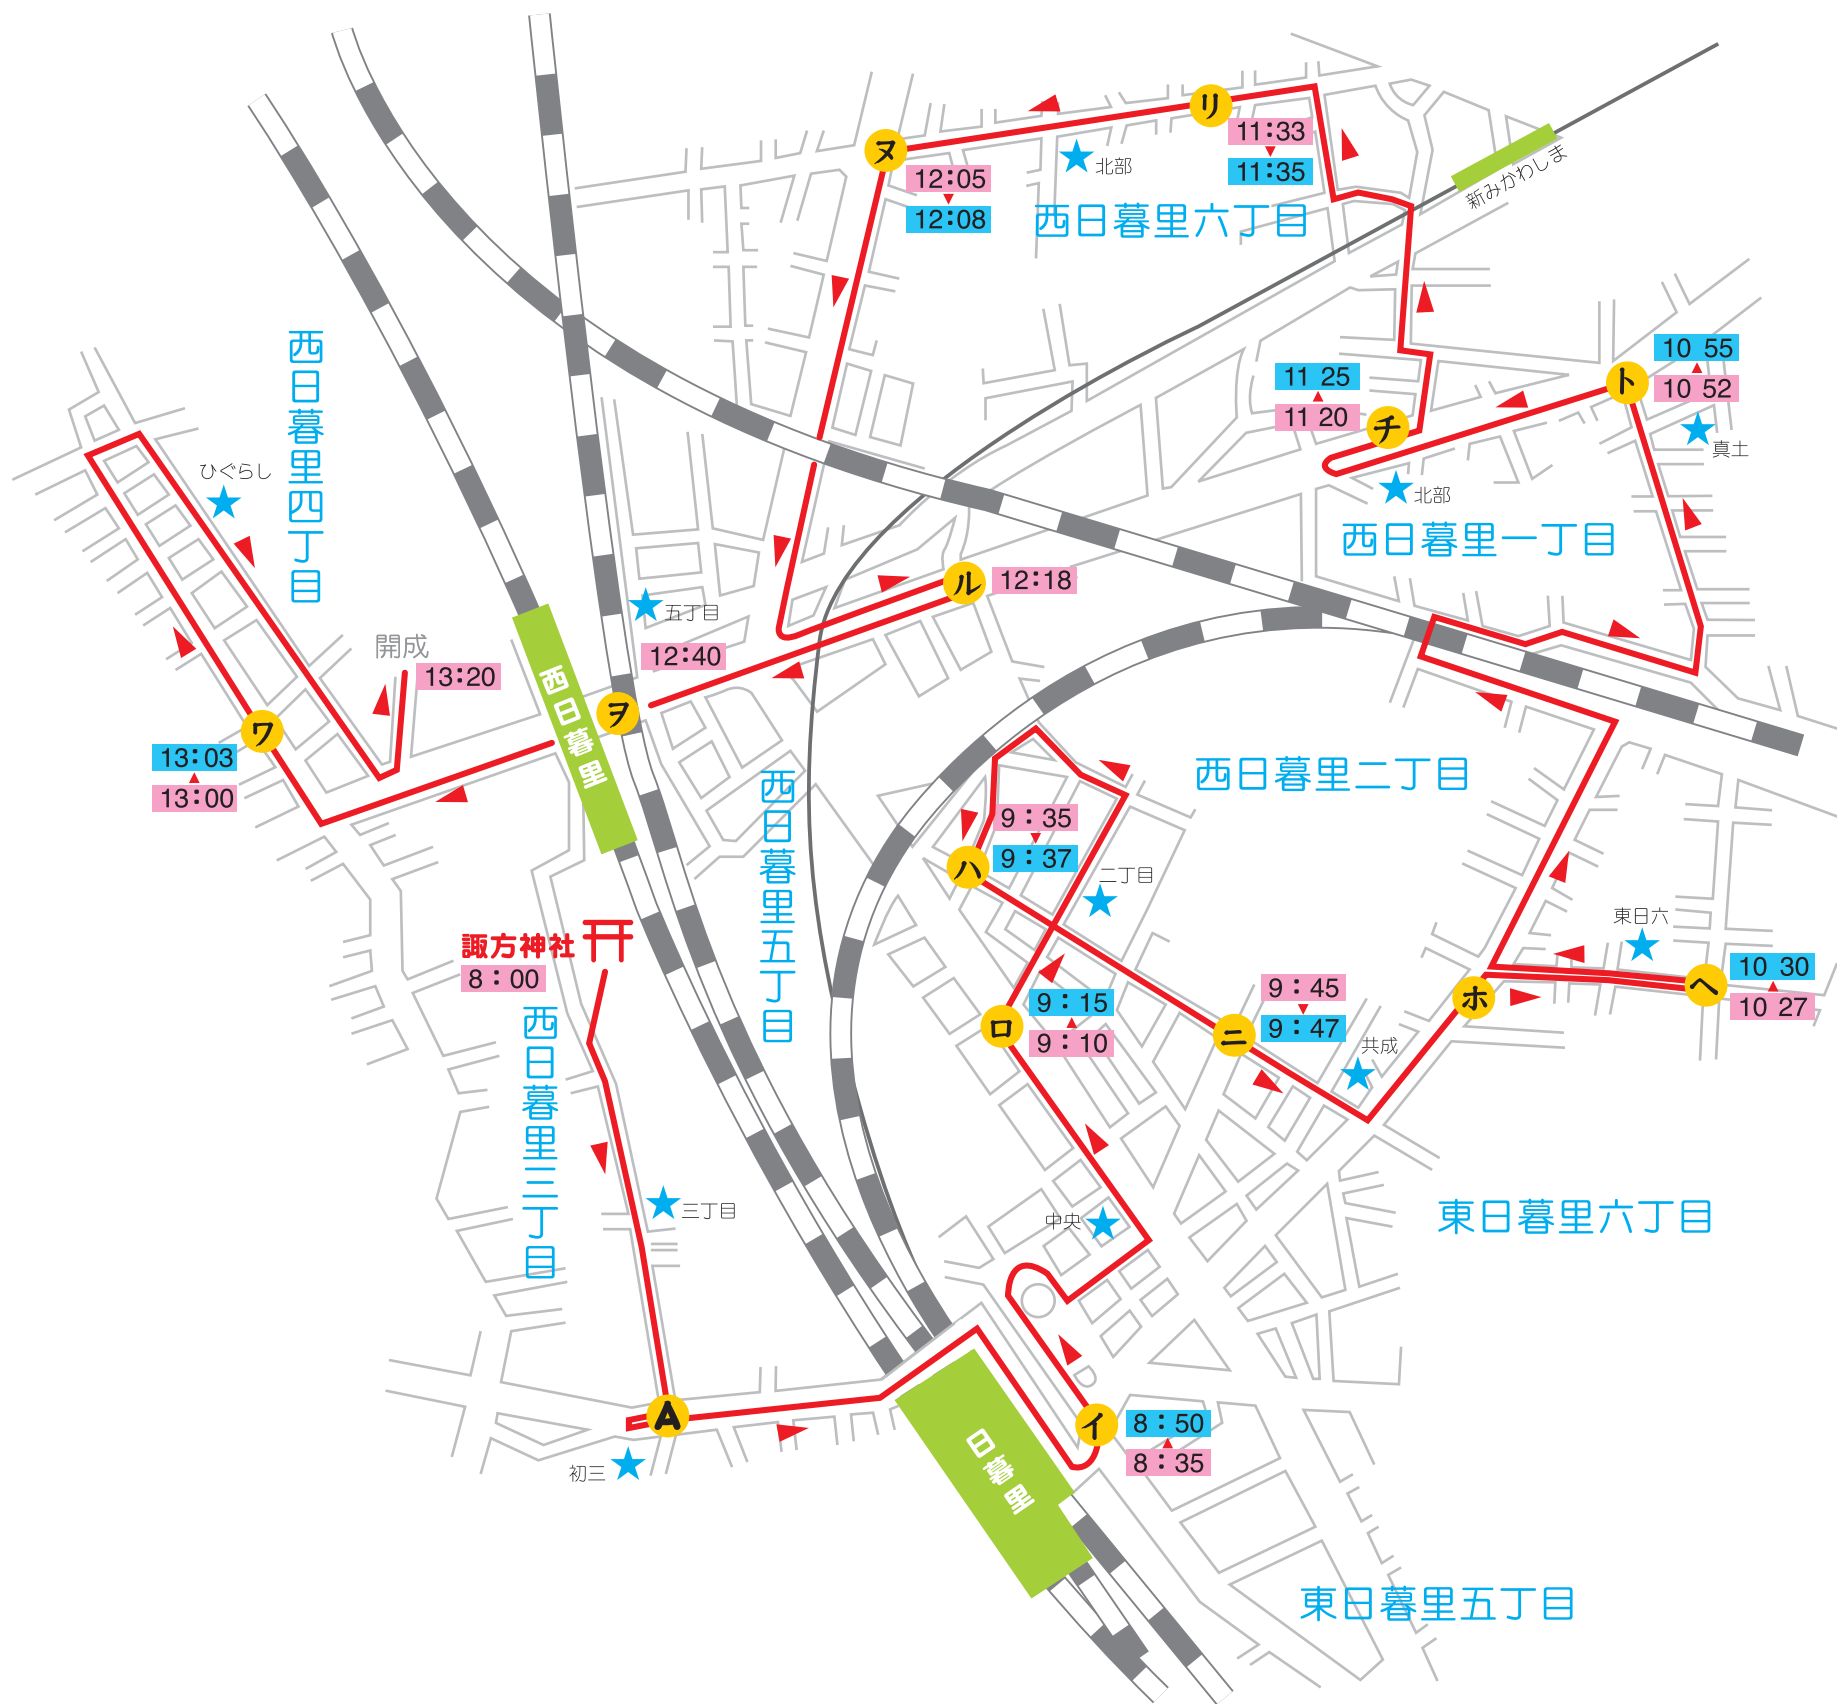 リ
11:33
11:35
ヌ
12:05
12:08
北部
西日暮里六丁目
新みかわしま
10 55
10 52
ト
真土
11 25
11 20
チ
北部
西日暮里一丁目
西日暮里四丁目
ひぐらし
ル
12:18
五丁目
12:40
開成
13:20
ヲ
西日暮里
ワ
13:03
13:00
西日暮里五丁目
西日暮里二丁目
9:35
9:37
ハ
二丁目
東日六
10 30
ヘ
10 27
諏方神社
8:00
9:45
9:47
ニ
ホ
9:15
9:10
ロ
共成
西日暮里三丁目
三丁目
中央
東日暮里六丁目
A
初三
イ
8:50
8:35
日暮里
東日暮里五丁目